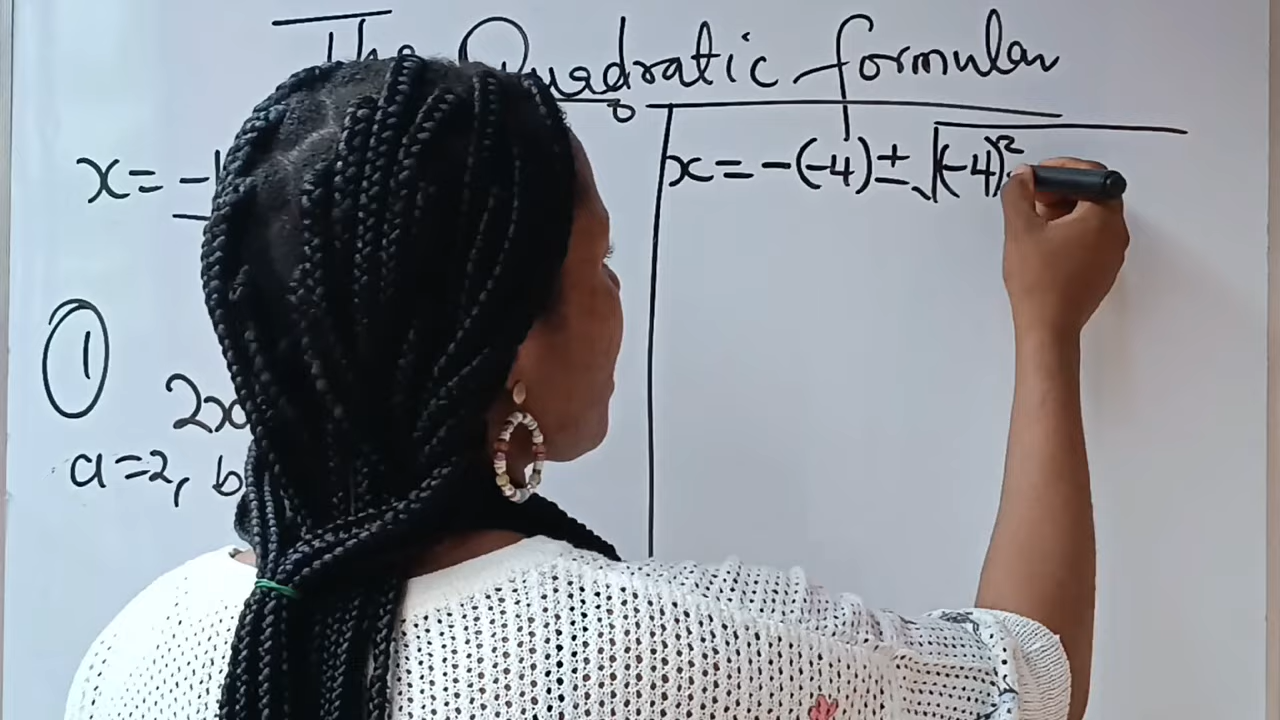 The Quadratic formular
x = -b
x = -(-4) ± √(-4)²
①
2x
a=2, b